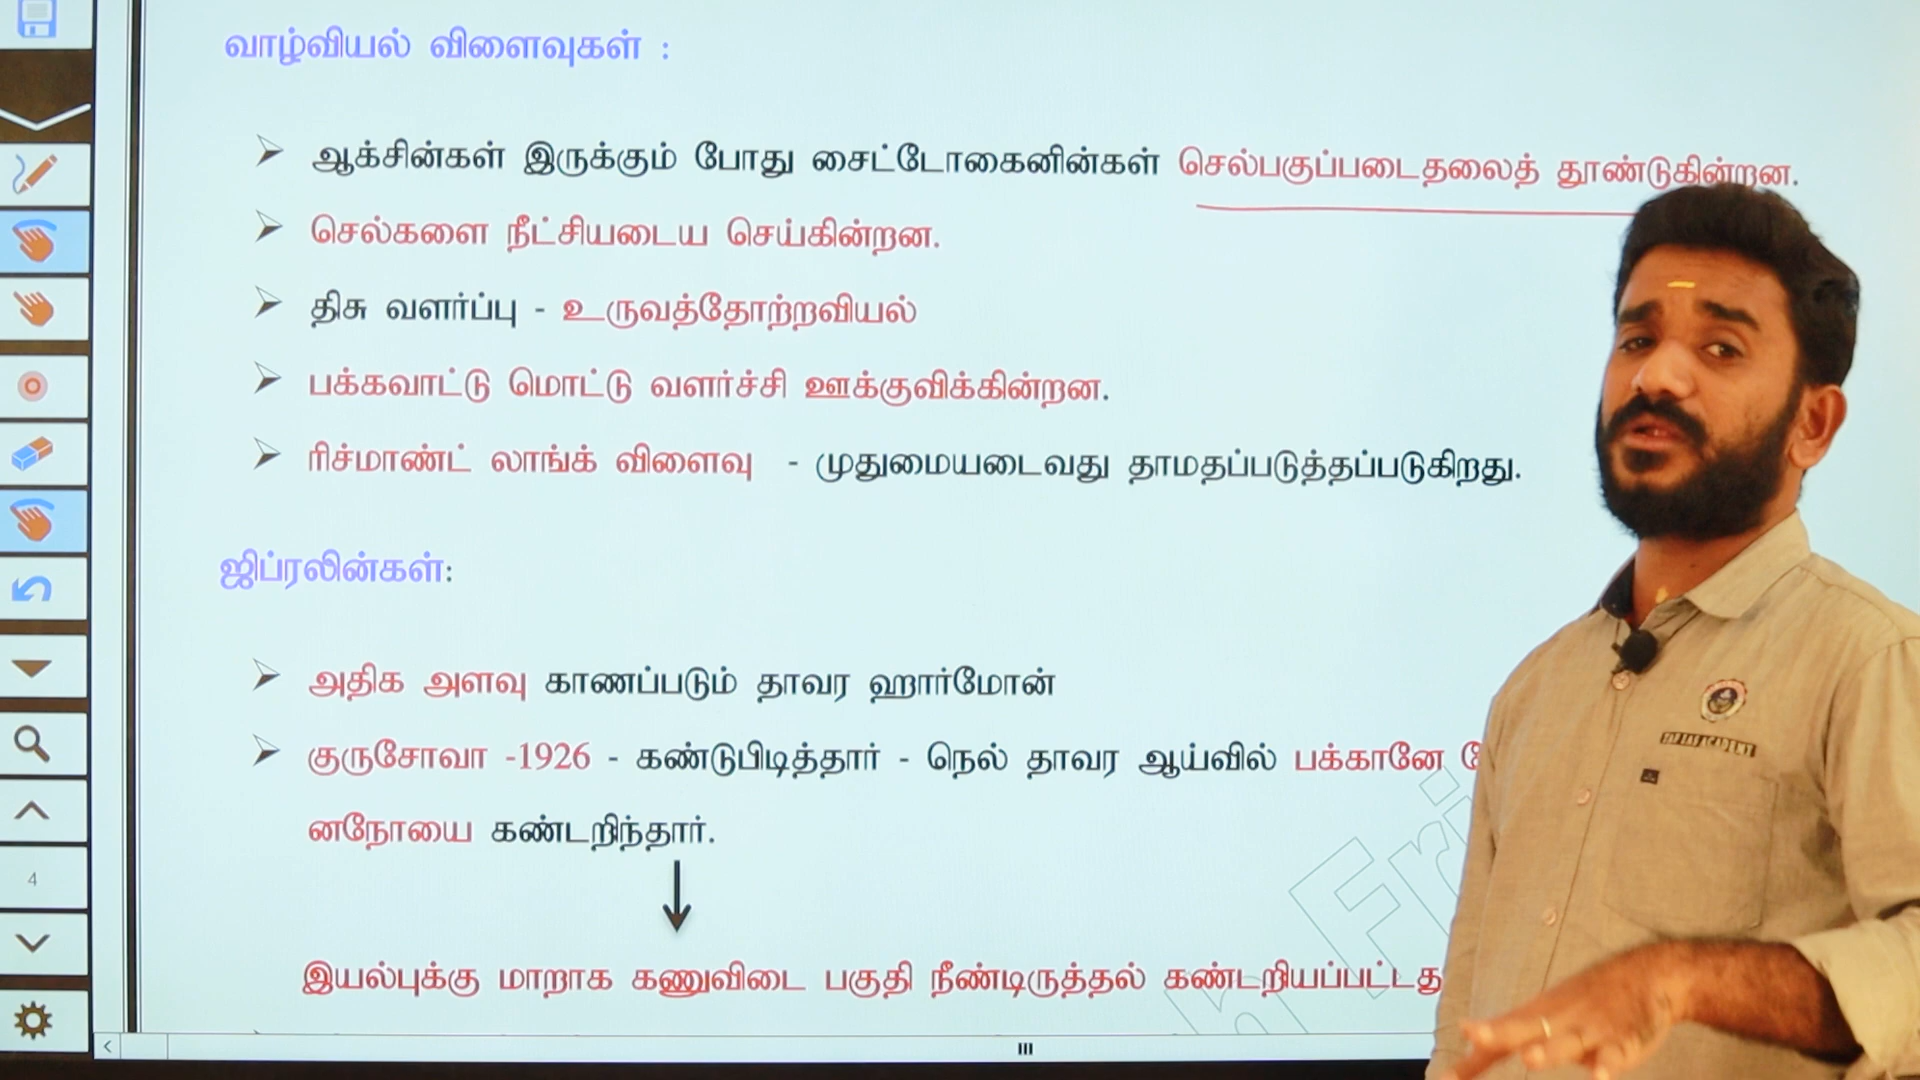 வாழ்வியல் விளைவுகள் :
ஆக்சின்கள் இருக்கும் போது சைட்டோகைனின்கள் செல்பகுப்படைதலைத் தூண்டுகின்றன.
செல்களை நீட்சியடைய செய்கின்றன.
திசு வளர்ப்பு - உருவத்தோற்றவியல்
பக்கவாட்டு மொட்டு வளர்ச்சி ஊக்குவிக்கின்றன.
ரிச்மாண்ட் லாங்க் விளைவு - முதுமையடைவது தாமதப்படுத்தப்படுகிறது.
ஜிப்ரலின்கள்:
அதிக அளவு காணப்படும் தாவர ஹார்மோன்
குருசோவா -1926 - கண்டுபிடித்தார் - நெல் தாவர ஆய்வில் பக்கானே
னநோயை கண்டறிந்தார்.
இயல்புக்கு மாறாக கணுவிடை பகுதி நீண்டிருத்தல் கண்டறியப்பட்டது
4